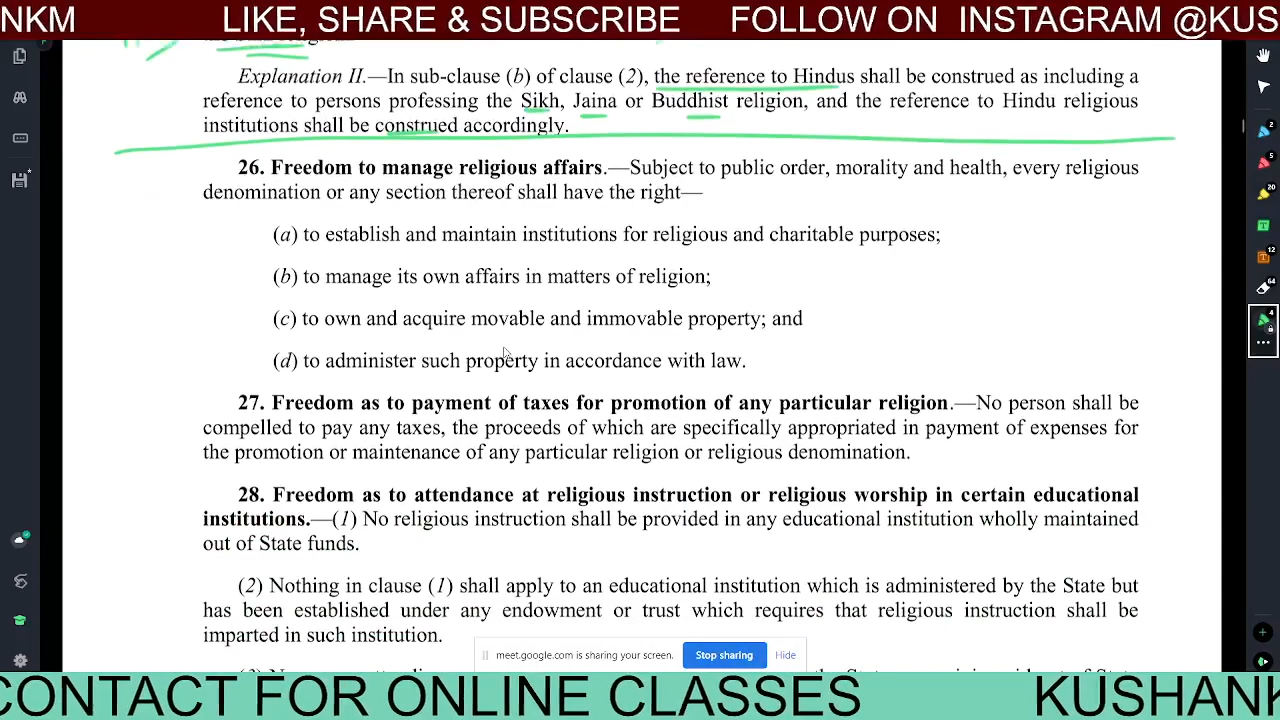 NKM LIKE, SHARE & SUBSCRIBE FOLLOW ON INSTAGRAM @KUS
Explanation II.—In sub-clause (b) of clause (2), the reference to Hindus shall be construed as including a
reference to persons professing the Sikh, Jaina or Buddhist religion, and the reference to Hindu religious
institutions shall be construed accordingly.
26. Freedom to manage religious affairs.—Subject to public order, morality and health, every religious
denomination or any section thereof shall have the right—
(a) to establish and maintain institutions for religious and charitable purposes;
(b) to manage its own affairs in matters of religion;
(c) to own and acquire movable and immovable property; and
(d) to administer such property in accordance with law.
27. Freedom as to payment of taxes for promotion of any particular religion.—No person shall be
compelled to pay any taxes, the proceeds of which are specifically appropriated in payment of expenses for
the promotion or maintenance of any particular religion or religious denomination.
28. Freedom as to attendance at religious instruction or religious worship in certain educational
institutions.—(1) No religious instruction shall be provided in any educational institution wholly maintained
out of State funds.
(2) Nothing in clause (1) shall apply to an educational institution which is administered by the State but
has been established under any endowment or trust which requires that religious instruction shall be
imparted in such institution.
meet.google.com is sharing your screen. Stop sharing Hide
CONTACT FOR ONLINE CLASSES KUSHANK